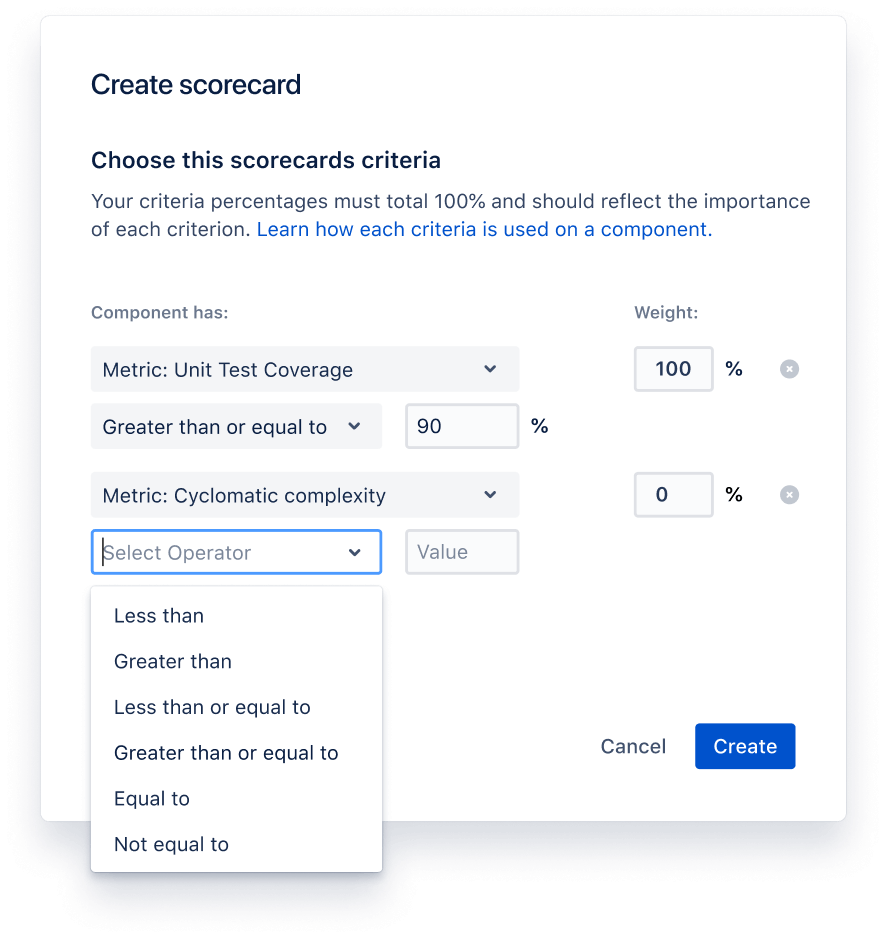 Create scorecard
Choose this scorecards criteria
Your criteria percentages must total 100% and should reflect the importance
of each criterion. Learn how each criteria is used on a component.
Component has: Weight:
Metric: Unit Test Coverage 100 %
Greater than or equal to 90 %
Metric: Cyclomatic complexity 0 %
Select Operator Value
Less than
Greater than
Less than or equal to
Greater than or equal to
Equal to
Not equal to
Cancel Create